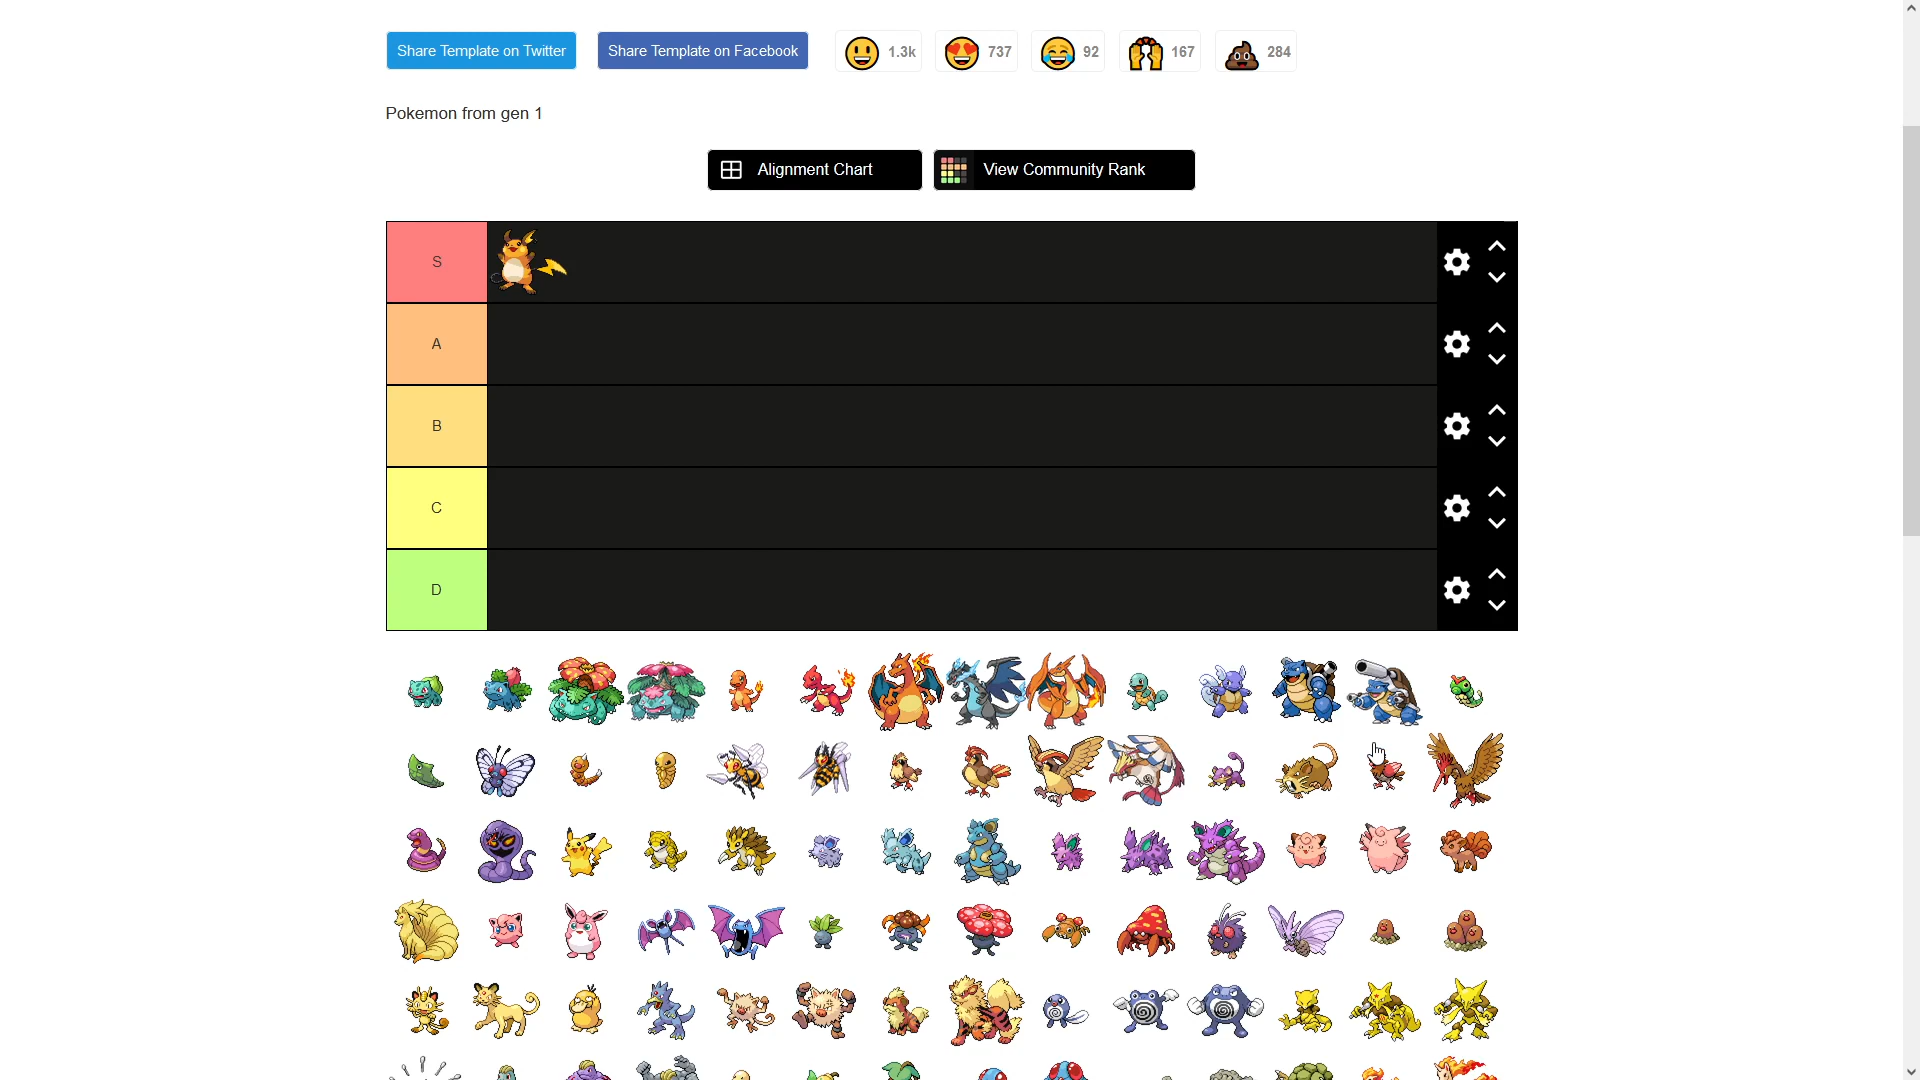 Share Template on Twitter
Share Template on Facebook
1.3k
737
92
167
284
Pokemon from gen 1
Alignment Chart
View Community Rank
S
A
B
C
D